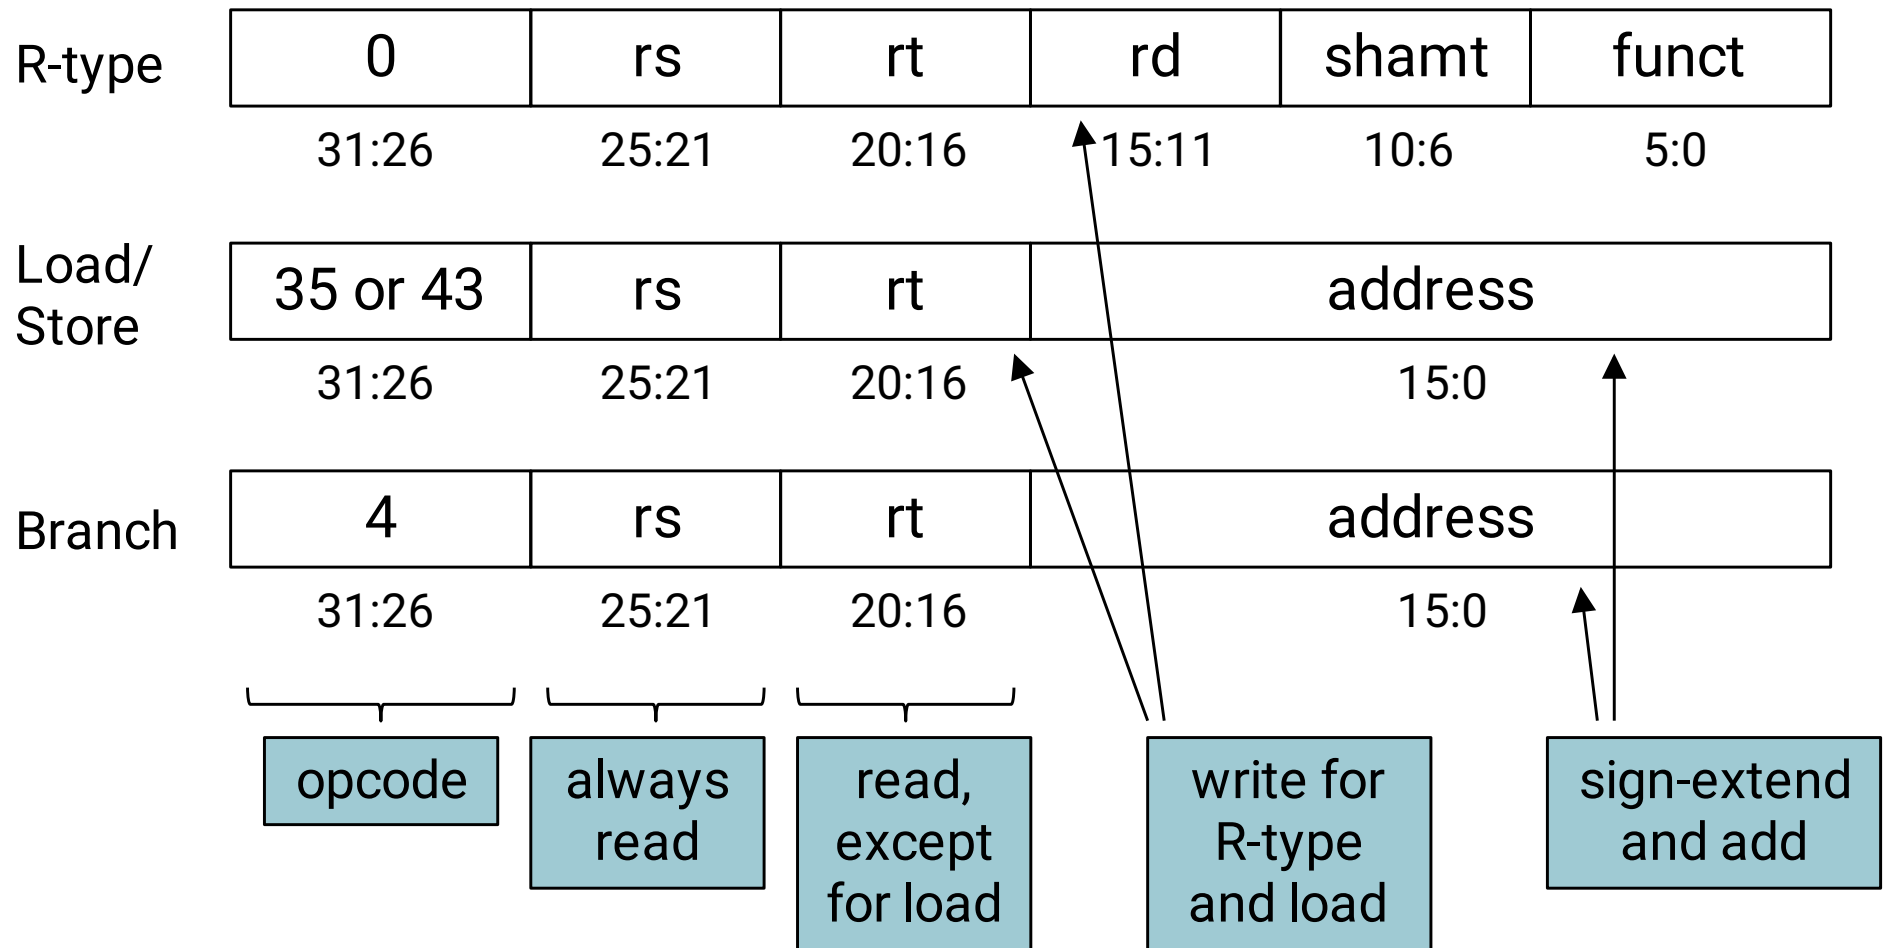 R-type 0 rs rt rd shamt funct
31:26 25:21 20:16 15:11 10:6 5:0
Load/
Store
35 or 43 rs rt address
31:26 25:21 20:16 15:0
Branch 4 rs rt address
31:26 25:21 20:16 15:0
opcode
always
read
read,
except
for load
write for
R-type
and load
sign-extend
and add